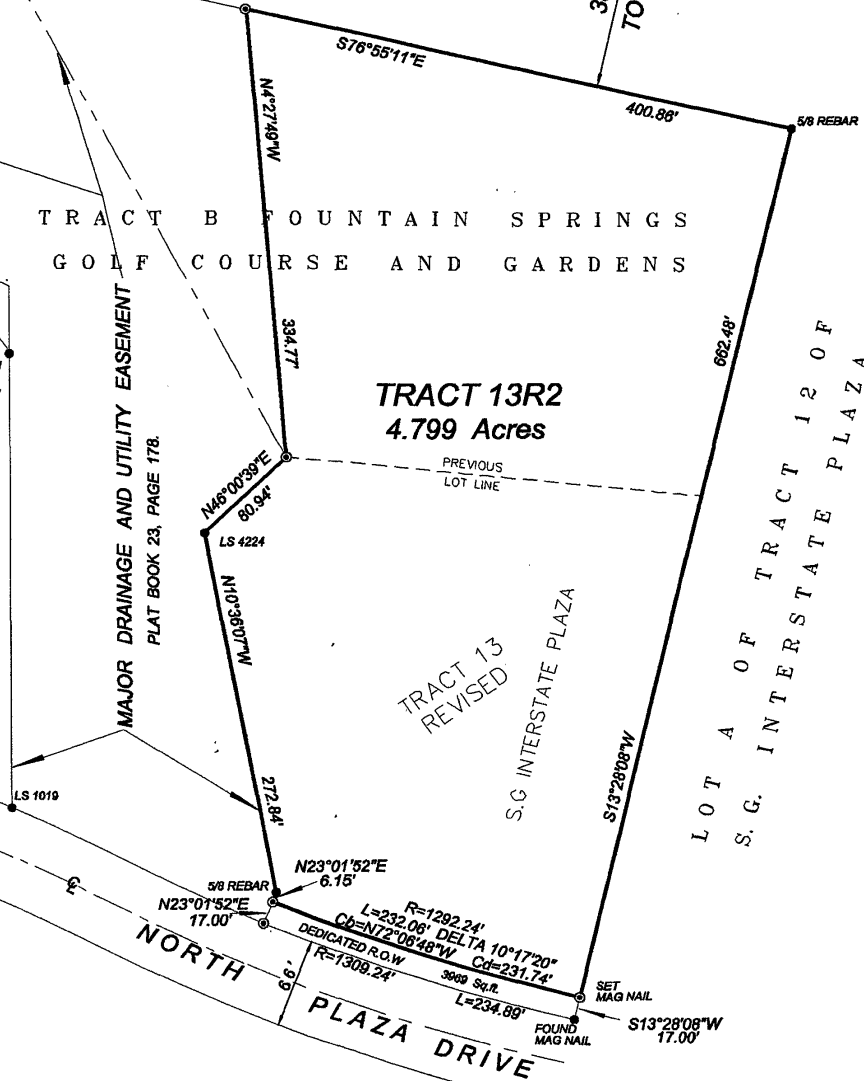 TO
S76°55'11"E
400.86'
5/8 REBAR
N4°27'49"W
334.77'
TRACT B FOUNTAIN SPRINGS
GOLF COURSE AND GARDENS
662.48'
TRACT 13R2
4.799 Acres
PREVIOUS
LOT LINE
N46°00'39"E
80.94'
LS 4224
MAJOR DRAINAGE AND UTILITY EASEMENT
PLAT BOOK 23, PAGE 178.
N10°36'07"W
272.84'
TRACT 13
REVISED
S.G INTERSTATE PLAZA
S13°28'08"W
LOT A OF TRACT 12 OF
S.G. INTERSTATE PLAZA
LS 1019
5/8 REBAR
N23°01'52"E
6.15'
N23°01'52"E
17.00'
R=1292.24'
L=232.06' DELTA 10°17'20"
Cb=N72°06'48"W Cd=231.74'
DEDICATED R.O.W
R=1309.24'
3969 Sq.ft.
L=234.89'
66'
SET
MAG NAIL
FOUND
MAG NAIL
S13°28'08"W
17.00'
NORTH PLAZA DRIVE